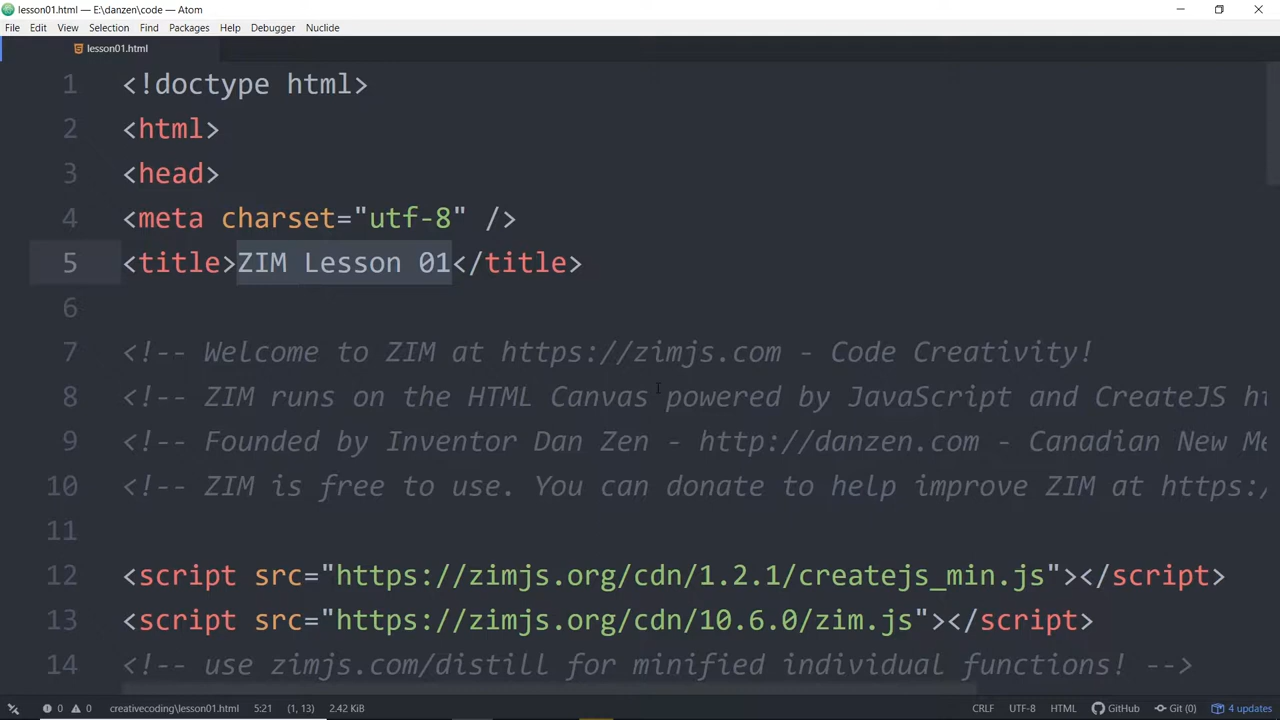 lesson01.html — E:\danzen\code — Atom
File Edit View Selection Find Packages Help Debugger Nuclide
lesson01.html
1 <!doctype html>
2 <html>
3 <head>
4 <meta charset="utf-8" />
5 <title>ZIM Lesson 01</title>
6
7 <!-- Welcome to ZIM at https://zimjs.com - Code Creativity!
8 <!-- ZIM runs on the HTML Canvas powered by JavaScript and CreateJS ht
9 <!-- Founded by Inventor Dan Zen - http://danzen.com - Canadian New Me
10 <!-- ZIM is free to use. You can donate to help improve ZIM at https:/
11
12 <script src="https://zimjs.org/cdn/1.2.1/createjs_min.js"></script>
13 <script src="https://zimjs.org/cdn/10.6.0/zim.js"></script>
14 <!-- use zimjs.com/distill for minified individual functions! -->
0 0 creativecoding\lesson01.html 5:21 (1, 13) 2.42 KiB CRLF UTF-8 HTML GitHub Git (0) 4 updates